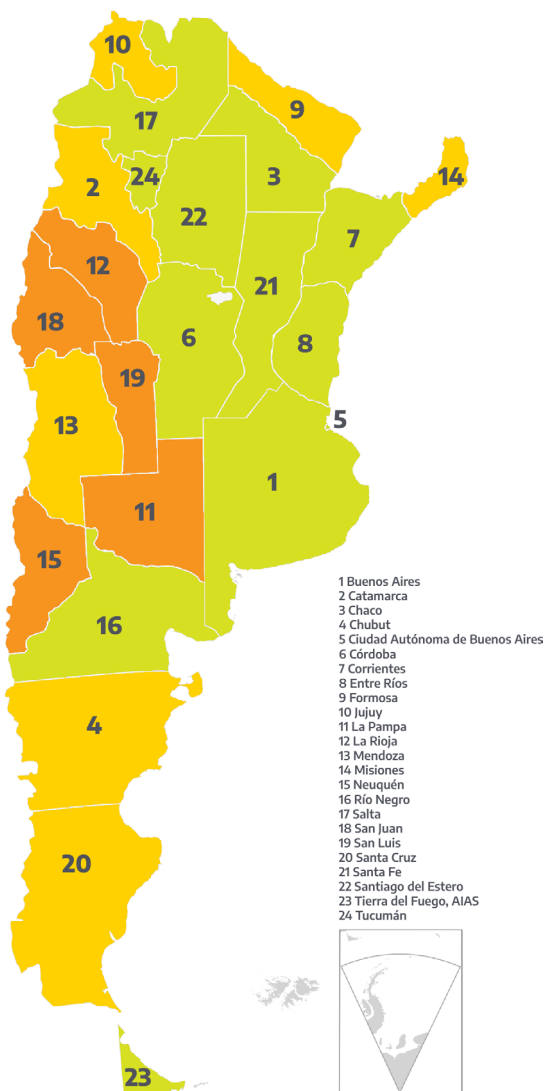 10
17
9
2
24
3
14
22
7
12
21
18
6
8
19
5
13
1
11
15
16
4
20
23
1 Buenos Aires
2 Catamarca
3 Chaco
4 Chubut
5 Ciudad Autónoma de Buenos Aires
6 Córdoba
7 Corrientes
8 Entre Ríos
9 Formosa
10 Jujuy
11 La Pampa
12 La Rioja
13 Mendoza
14 Misiones
15 Neuquén
16 Río Negro
17 Salta
18 San Juan
19 San Luis
20 Santa Cruz
21 Santa Fe
22 Santiago del Estero
23 Tierra del Fuego, AIAS
24 Tucumán